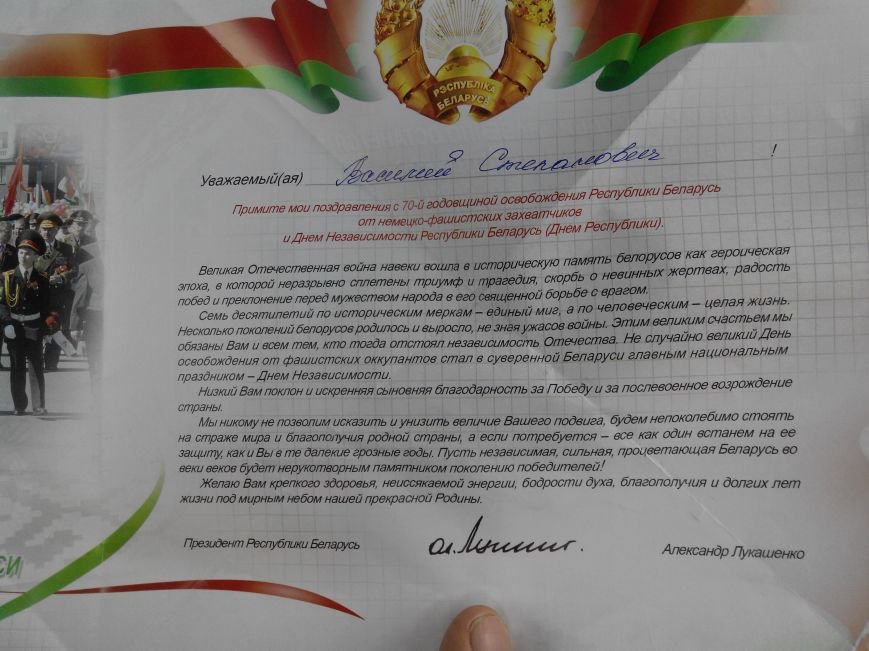 РЭСПУБЛІКА
БЕЛАРУСЬ
Уважаемый(ая) Василий Степанович !
Примите мои поздравления с 70-й годовщиной освобождения Республики Беларусь
от немецко-фашистских захватчиков
и Днем Независимости Республики Беларусь (Днем Республики).
Великая Отечественная война навеки вошла в историческую память белорусов как героическая
эпоха, в которой неразрывно сплетены триумф и трагедия, скорбь о невинных жертвах, радость
побед и преклонение перед мужеством народа в его священной борьбе с врагом.
Семь десятилетий по историческим меркам – единый миг, а по человеческим – целая жизнь.
Несколько поколений белорусов родилось и выросло, не зная ужасов войны. Этим великим счастьем мы
обязаны Вам и всем тем, кто тогда отстоял независимость Отечества. Не случайно великий День
освобождения от фашистских оккупантов стал в суверенной Беларуси главным национальным
праздником – Днем Независимости.
Низкий Вам поклон и искренняя сыновняя благодарность за Победу и за послевоенное возрождение
страны.
Мы никому не позволим исказить и унизить величие Вашего подвига, будем непоколебимо стоять
на страже мира и благополучия родной страны, а если потребуется – все как один встанем на ее
защиту, как и Вы в те далекие грозные годы. Пусть независимая, сильная, процветающая Беларусь во
веки веков будет нерукотворным памятником поколению победителей!
Желаю Вам крепкого здоровья, неиссякаемой энергии, бодрости духа, благополучия и долгих лет
жизни под мирным небом нашей прекрасной Родины.
Президент Республики Беларусь Александр Лукашенко